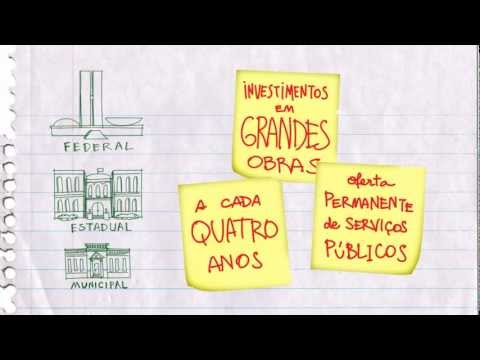 FEDERAL
ESTADUAL
MUNICIPAL
INVESTIMENTOS
EM
GRANDES
OBRAS
A CADA
QUATRO
ANOS
oferta
PERMANENTE
de SERVIÇOS
PÚBLICOS